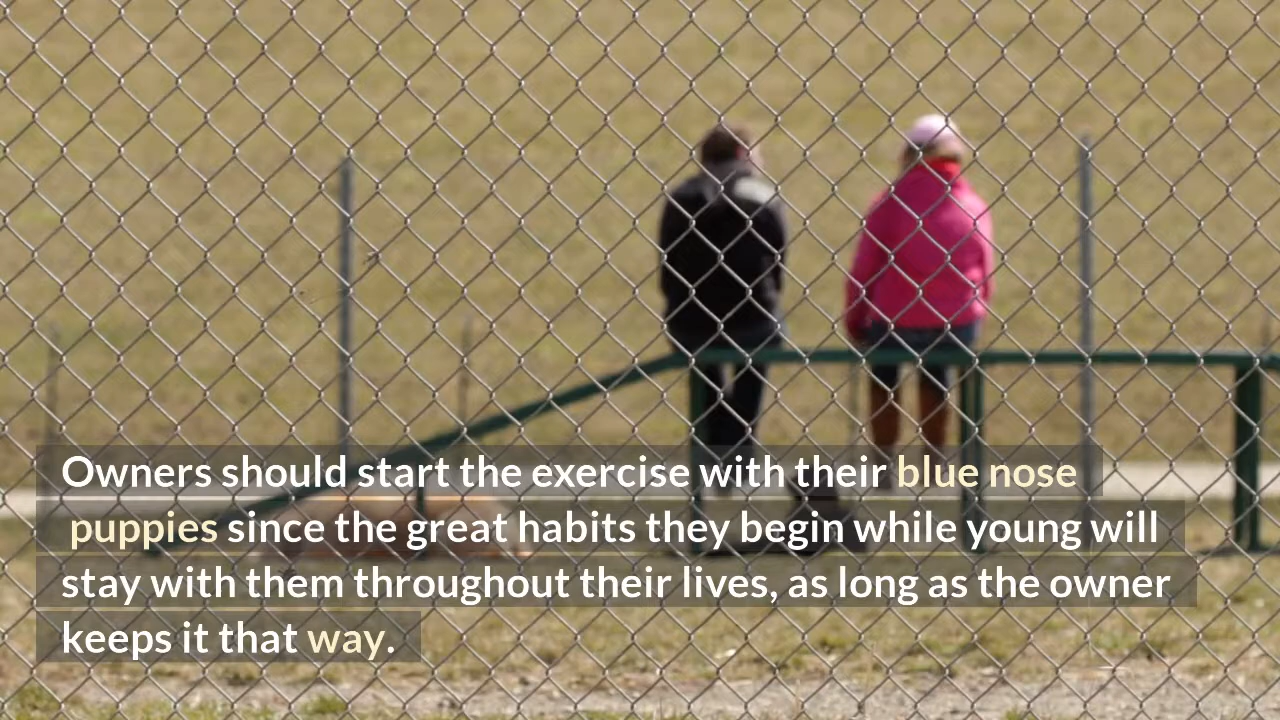 Owners should start the exercise with their blue nose
puppies since the great habits they begin while young will
stay with them throughout their lives, as long as the owner
keeps it that way.